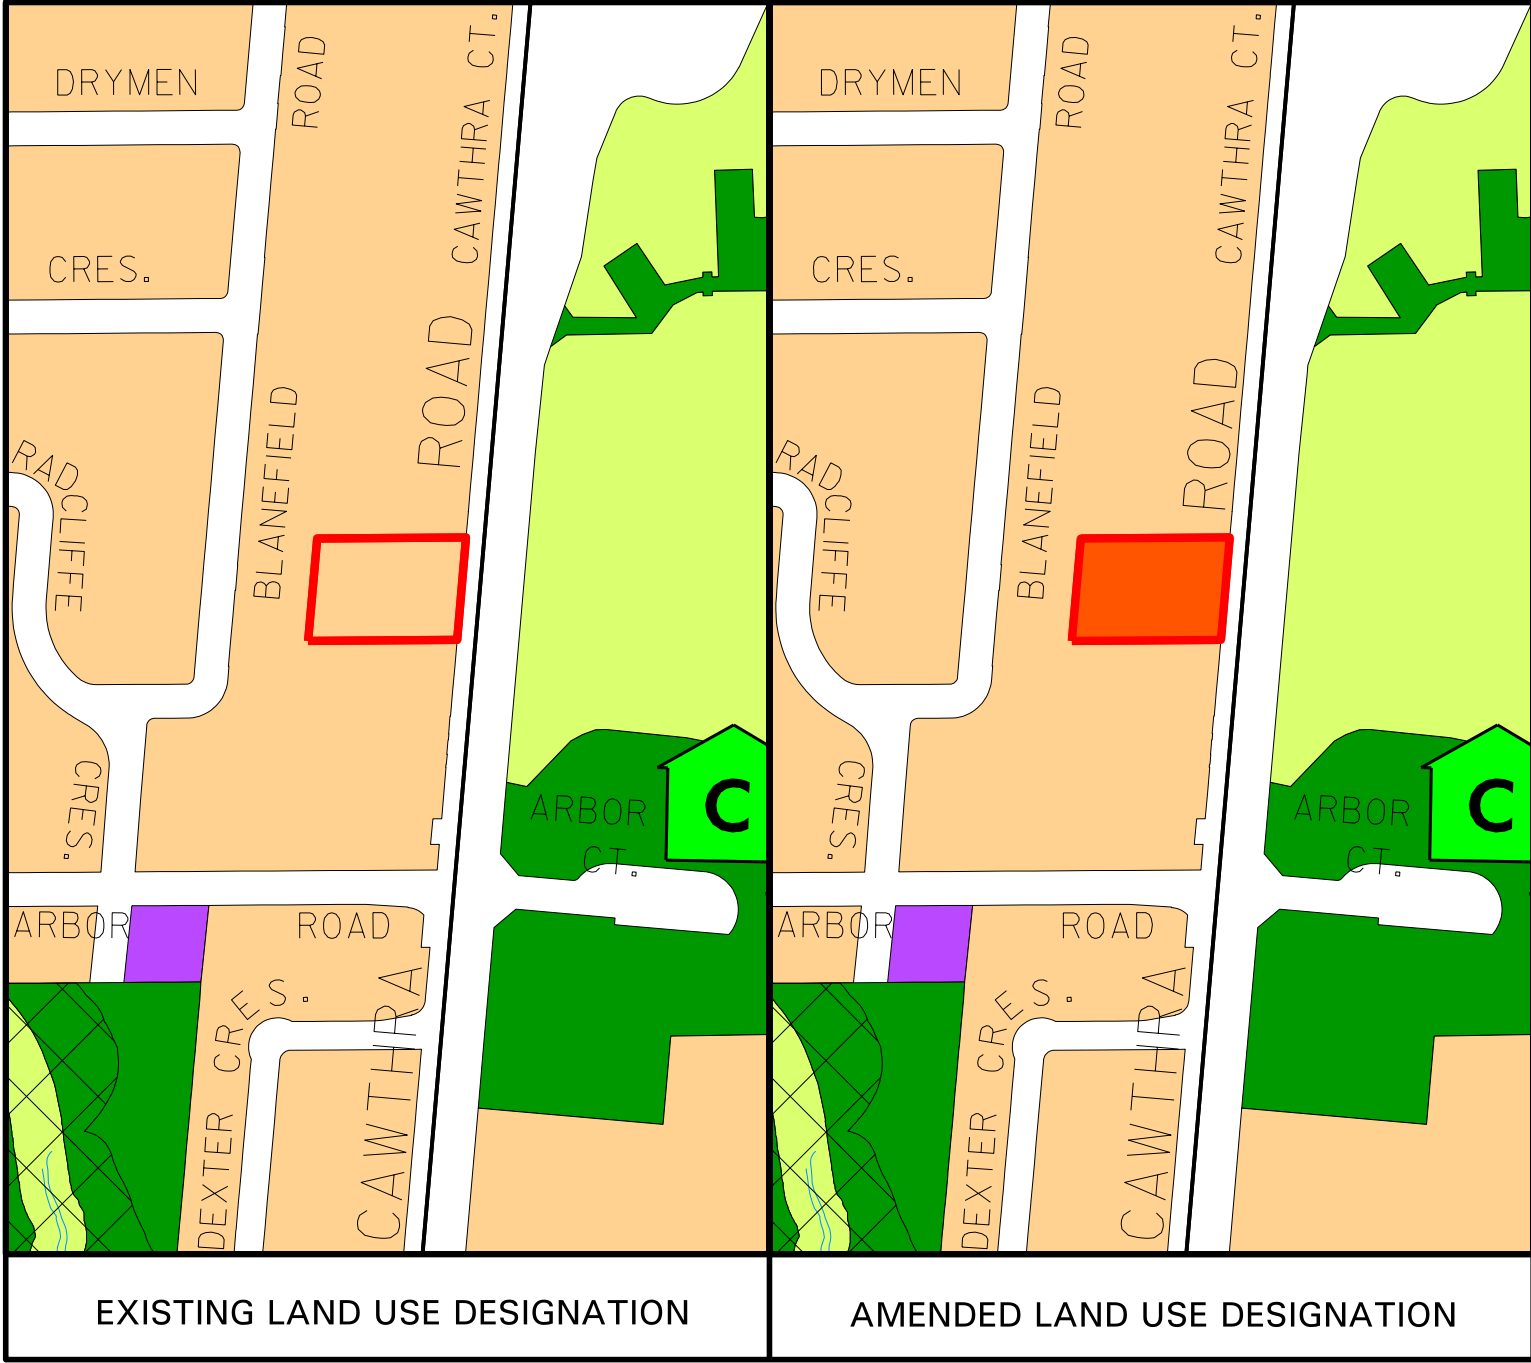 DRYMEN
ROAD
CAWTHRA CT.
CRES.
ROAD
BLANEFIELD
RADCLIFFE
CRES.
ARBOR
CT.
C
ARBOR
ROAD
DEXTER CRES.
CAWTHRA
EXISTING LAND USE DESIGNATION
DRYMEN
ROAD
CAWTHRA CT.
CRES.
ROAD
BLANEFIELD
RADCLIFFE
CRES.
ARBOR
CT.
C
ARBOR
ROAD
DEXTER CRES.
CAWTHRA
AMENDED LAND USE DESIGNATION